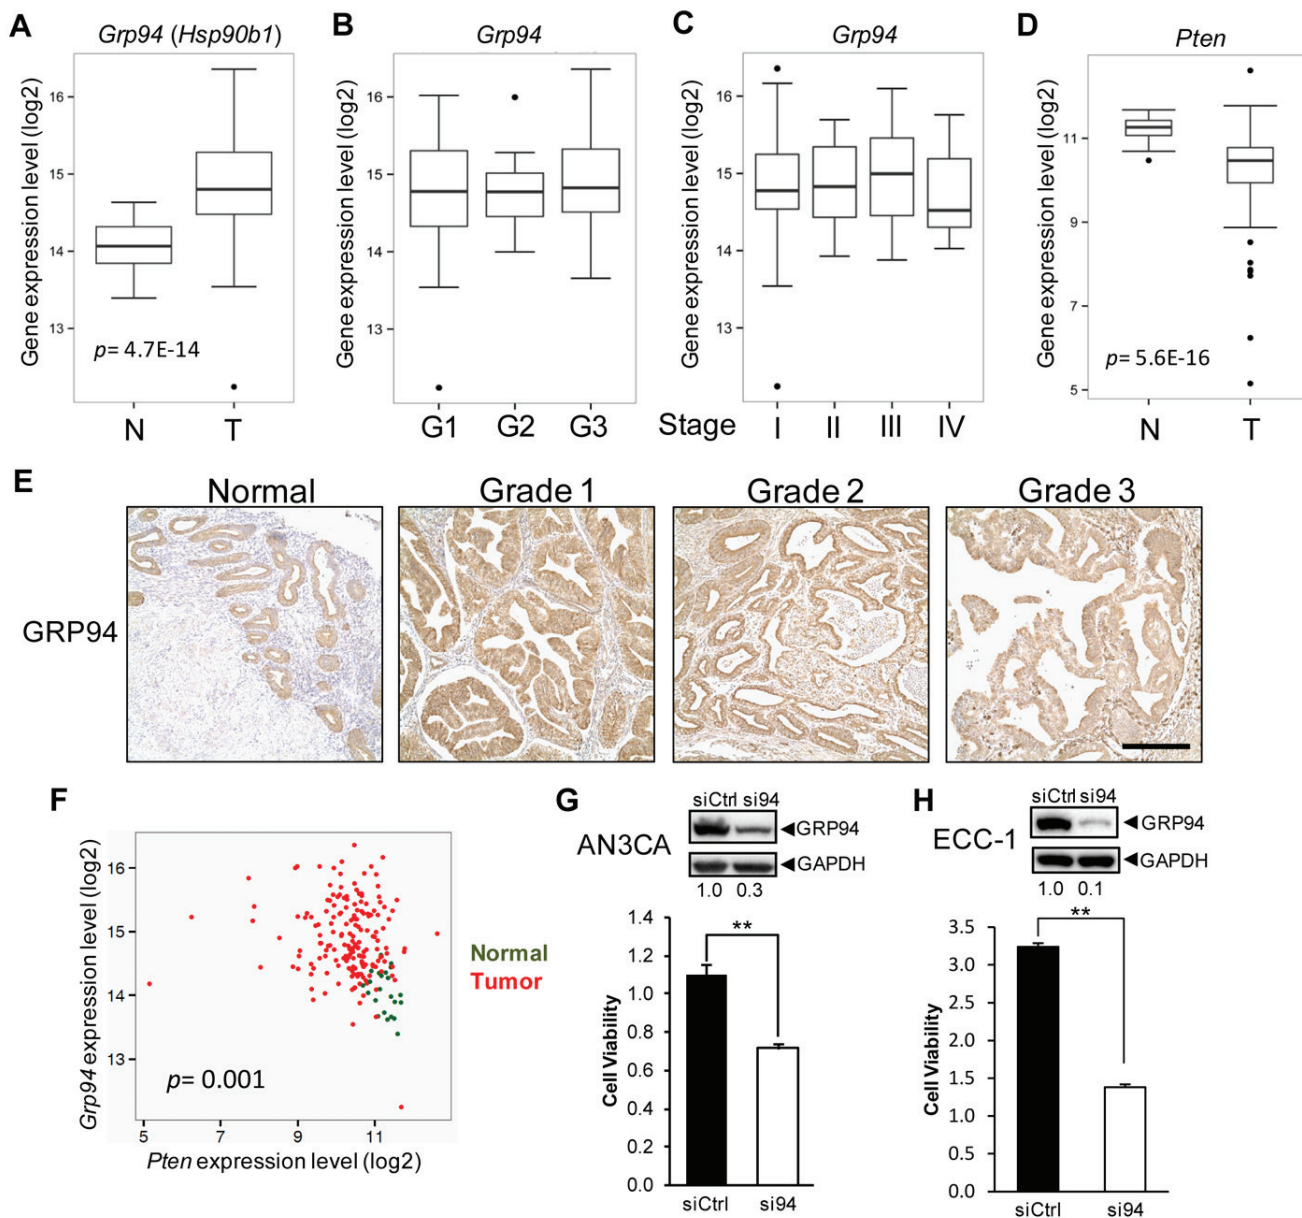 A
Grp94 (Hsp90b1)
Gene expression level (log2)
16
15
14
13
p= 4.7E-14
N T
B
Grp94
Gene expression level (log2)
16
15
14
13
G1 G2 G3
C
Grp94
Gene expression level (log2)
16
15
14
13
Stage I II III IV
D
Pten
Gene expression level (log2)
11
9
7
5
p= 5.6E-16
N T
E
Normal Grade 1 Grade 2 Grade 3
GRP94
F
Grp94 expression level (log2)
16
15
14
13
p= 0.001
5 7 9 11
Pten expression level (log2)
Normal
Tumor
G
AN3CA
siCtrl si94
GRP94
GAPDH
1.0 0.3
Cell Viability
1.4
1.2
1.0
0.8
0.6
0.4
0.2
0.0
**
siCtrl si94
H
ECC-1
siCtrl si94
GRP94
GAPDH
1.0 0.1
Cell Viability
3.5
3.0
2.5
2.0
1.5
1.0
0.5
0.0
**
siCtrl si94